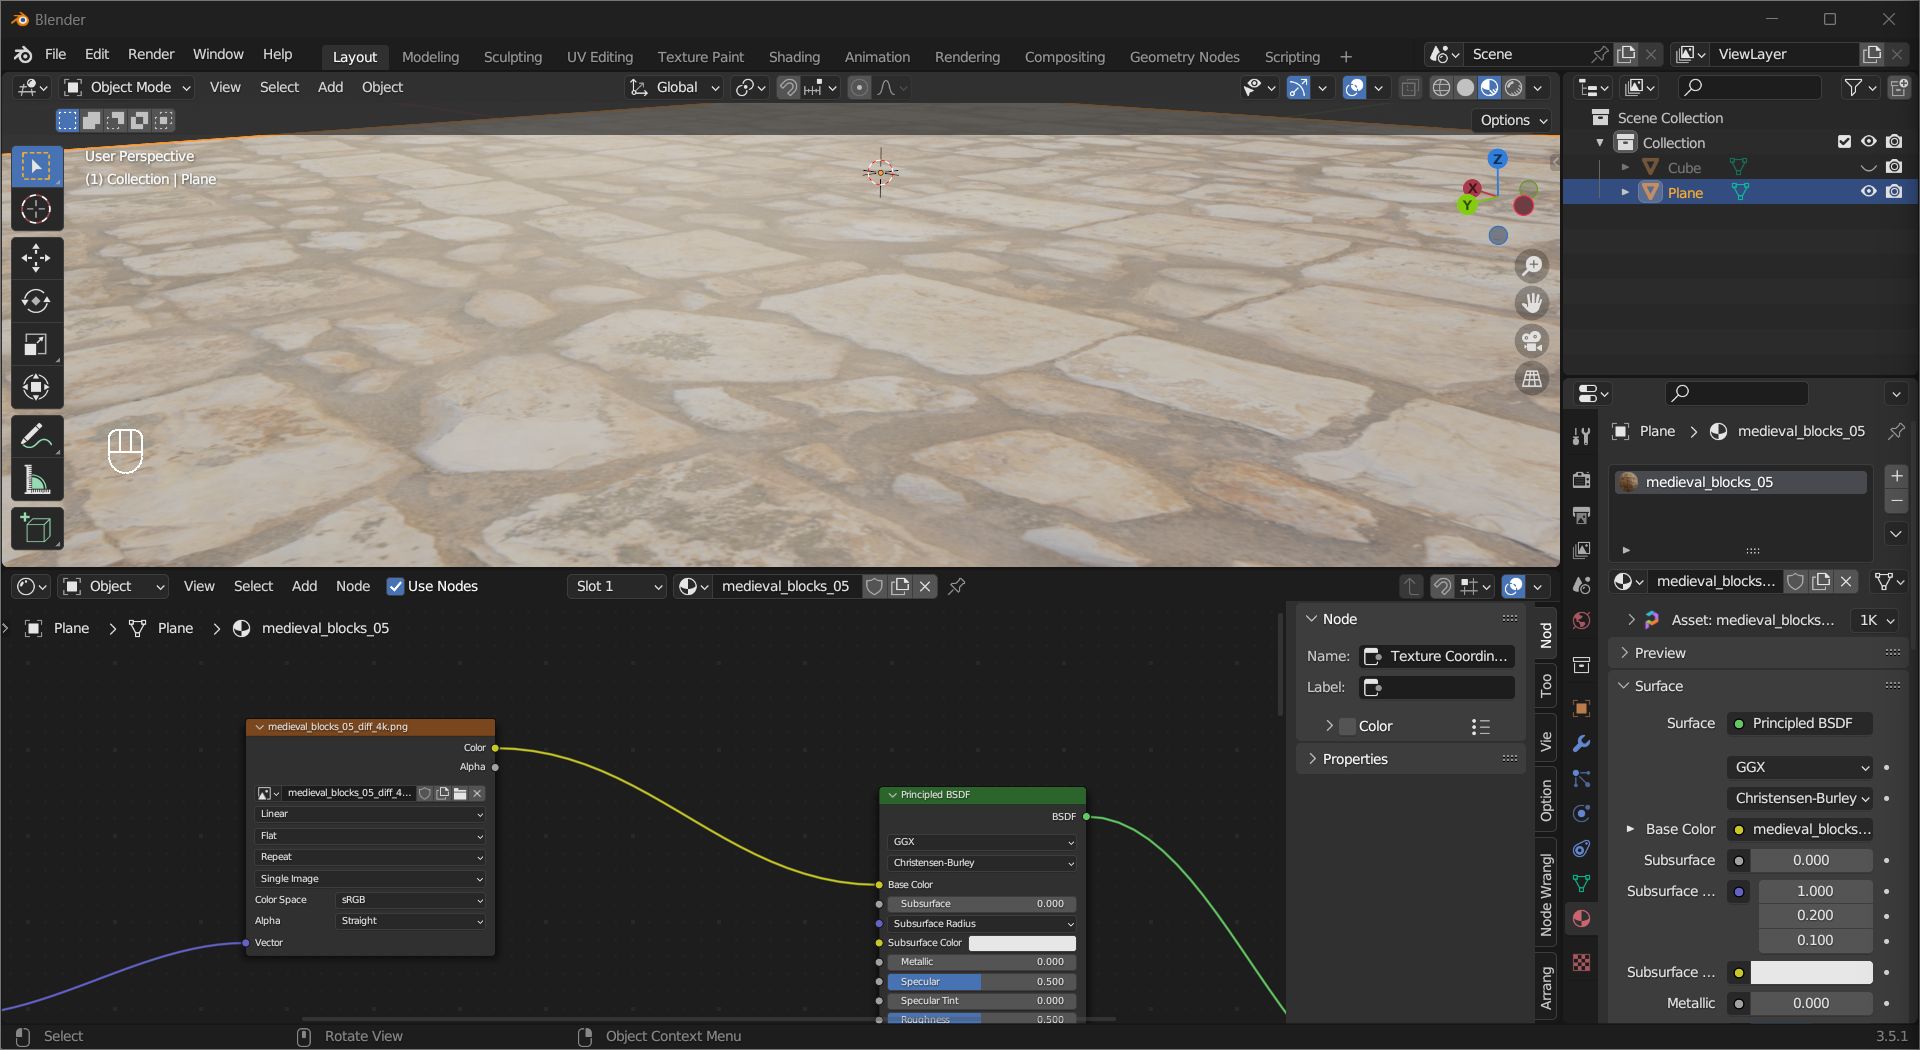 Blender
File Edit Render Window Help Layout Modeling Sculpting UV Editing Texture Paint Shading Animation Rendering Compositing Geometry Nodes Scripting + Scene ViewLayer
Object Mode View Select Add Object Global
Options
User Perspective
(1) Collection | Plane
Z
X
Y
Scene Collection
Collection
Cube
Plane
Plane > medieval_blocks_05
medieval_blocks_05
medieval_blocks...
Asset: medieval_blocks... 1K
Preview
Surface
Surface Principled BSDF
GGX
Christensen-Burley
Base Color medieval_blocks...
Subsurface 0.000
Subsurface ... 1.000
0.200
0.100
Subsurface ...
Metallic 0.000
Object View Select Add Node Use Nodes Slot 1 medieval_blocks_05
Plane > Plane > medieval_blocks_05
medieval_blocks_05_diff_4k.png
Color
Alpha
medieval_blocks_05_diff_4...
Linear
Flat
Repeat
Single Image
Color Space sRGB
Alpha Straight
Vector
Principled BSDF
BSDF
GGX
Christensen-Burley
Base Color
Subsurface 0.000
Subsurface Radius
Subsurface Color
Metallic 0.000
Specular 0.500
Specular Tint 0.000
Roughness 0.500
Node
Name: Texture Coordin...
Label:
Color
Properties
Nod
Too
Vie
Option
Node Wrangl
Arrang
Select Rotate View Object Context Menu 3.5.1